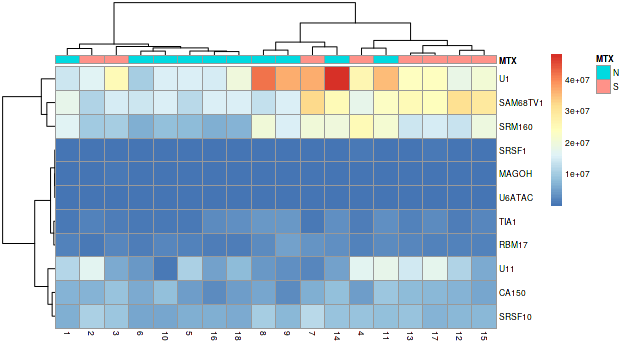 MTX
U1
SAM68TV1
SRM160
SRSF1
MAGOH
U6ATAC
TIA1
RBM17
U11
CA150
SRSF10
1 2 3 6 10 5 16 18 8 9 7 14 4 11 13 17 12 15
4e+07
3e+07
2e+07
1e+07
MTX
N
S